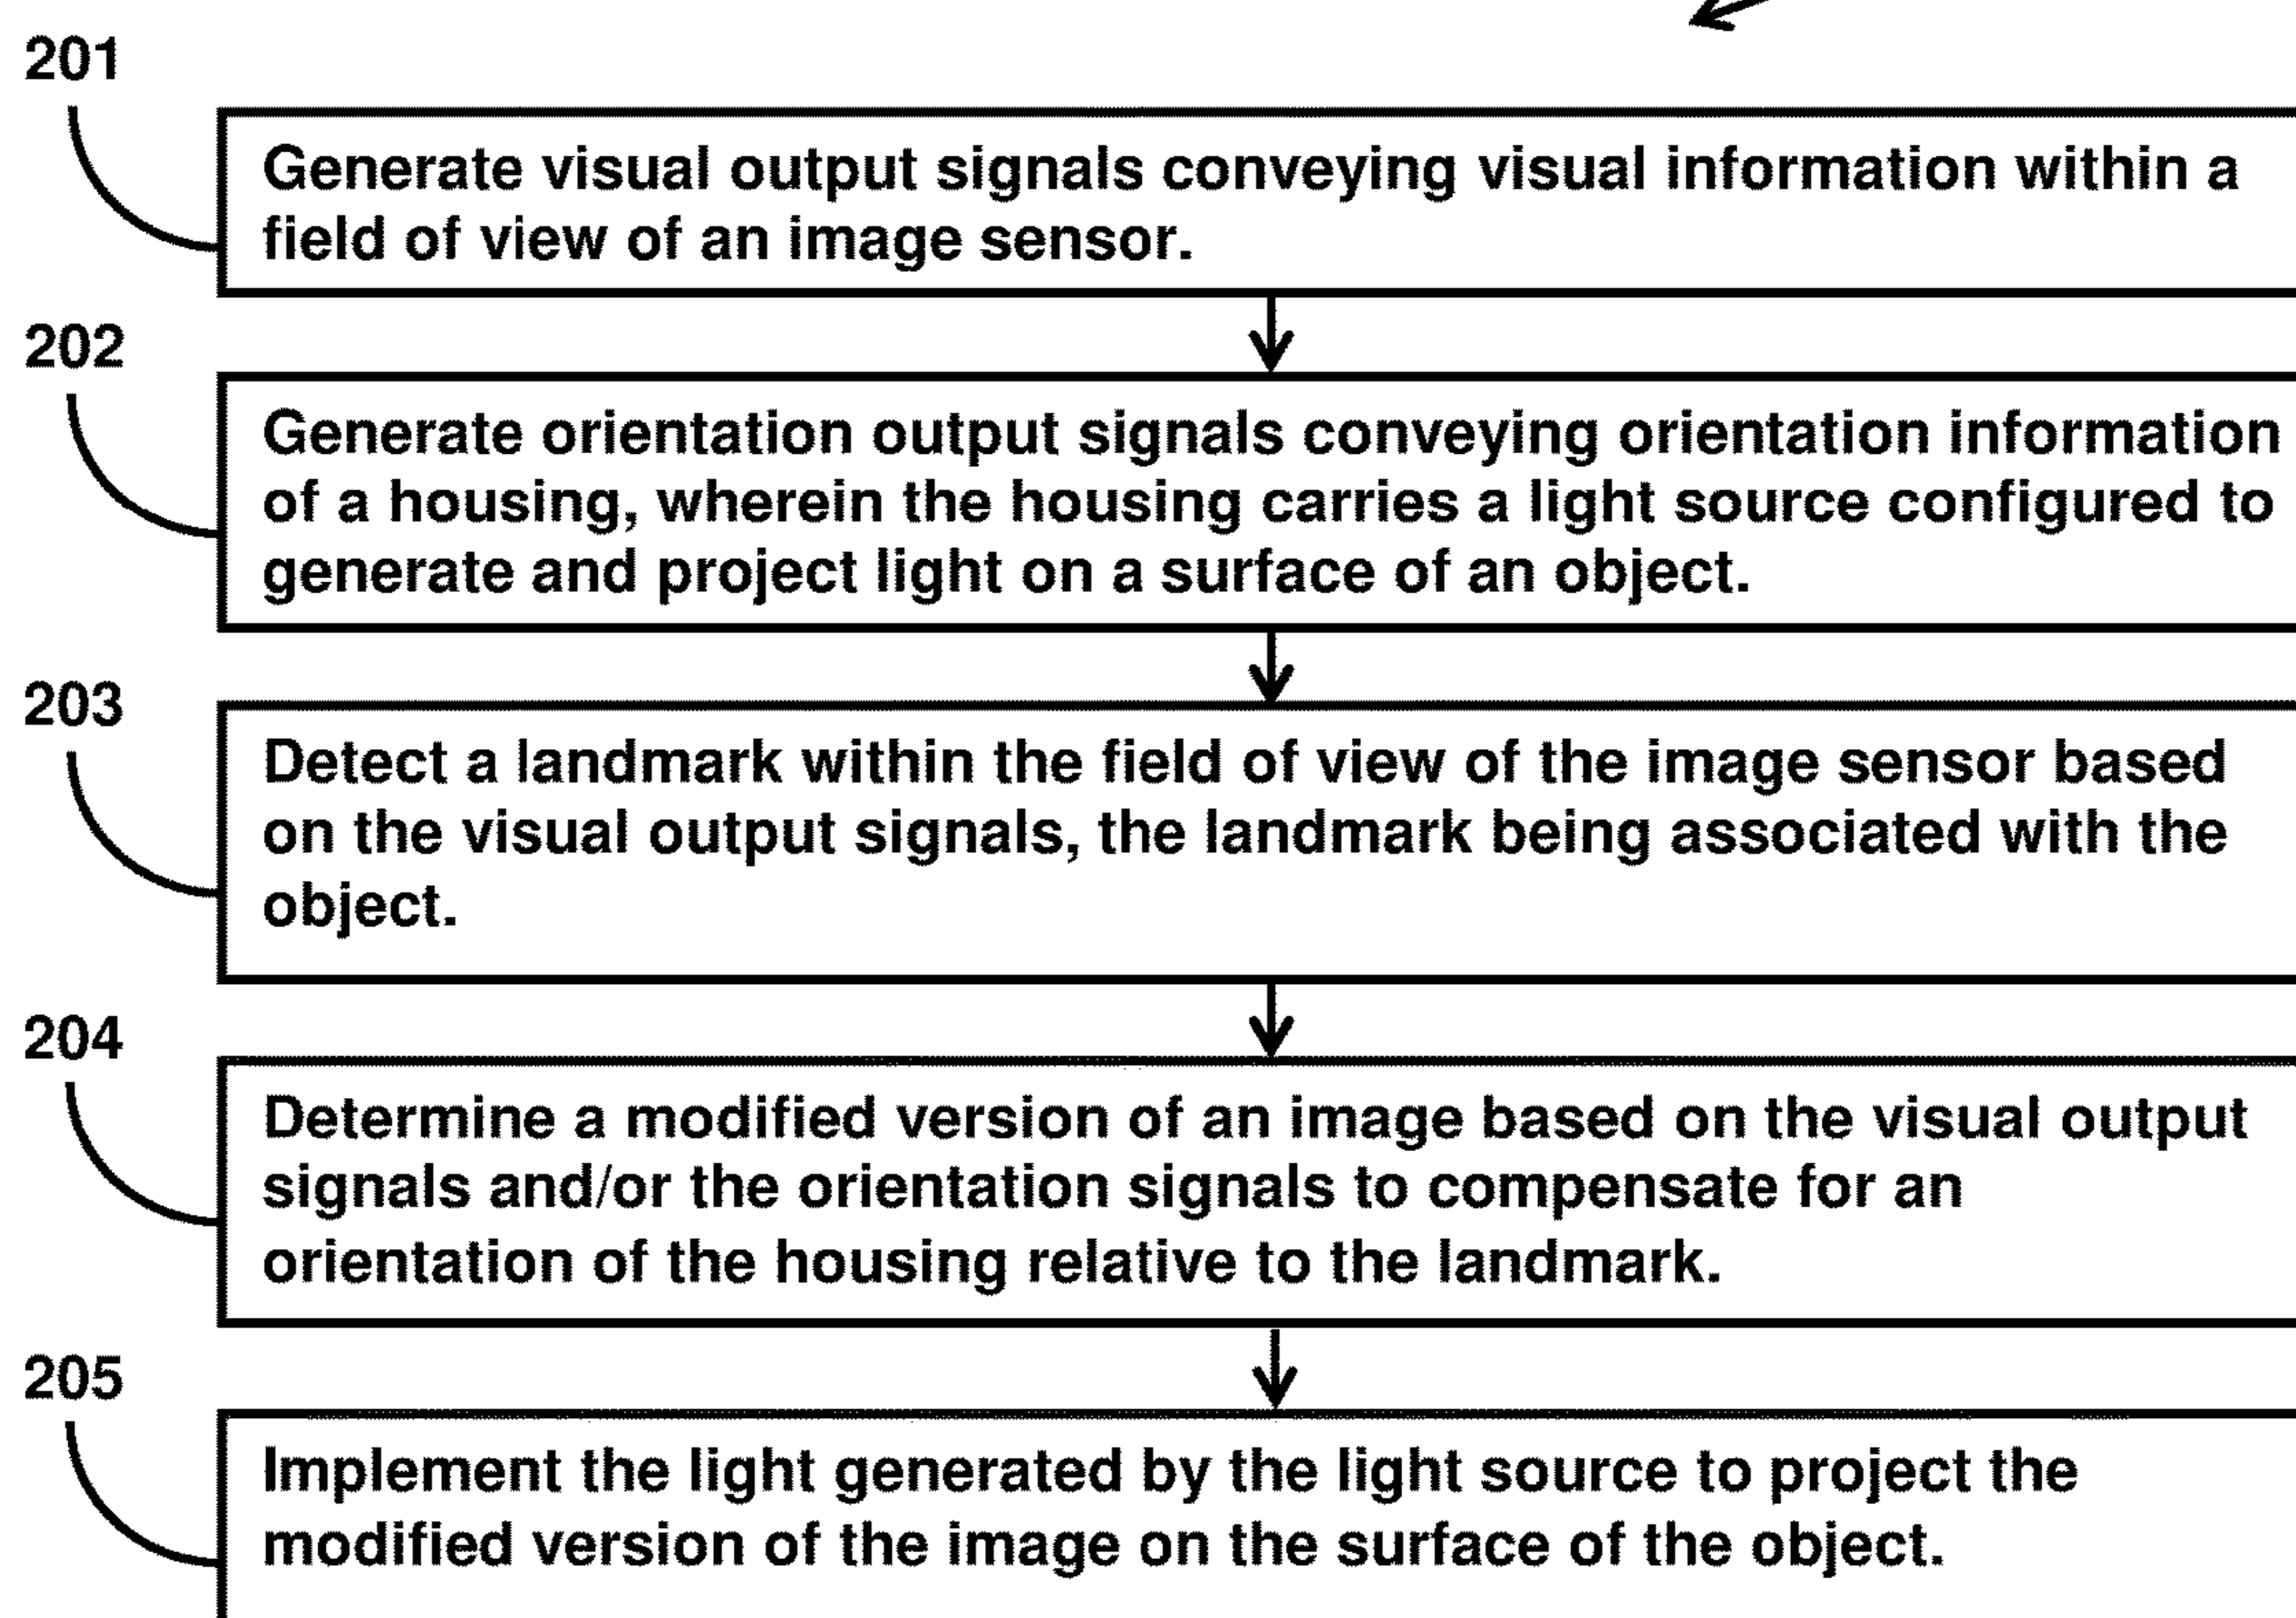 201
Generate visual output signals conveying visual information within a
field of view of an image sensor.
202
Generate orientation output signals conveying orientation information
of a housing, wherein the housing carries a light source configured to
generate and project light on a surface of an object.
203
Detect a landmark within the field of view of the image sensor based
on the visual output signals, the landmark being associated with the
object.
204
Determine a modified version of an image based on the visual output
signals and/or the orientation signals to compensate for an
orientation of the housing relative to the landmark.
205
Implement the light generated by the light source to project the
modified version of the image on the surface of the object.